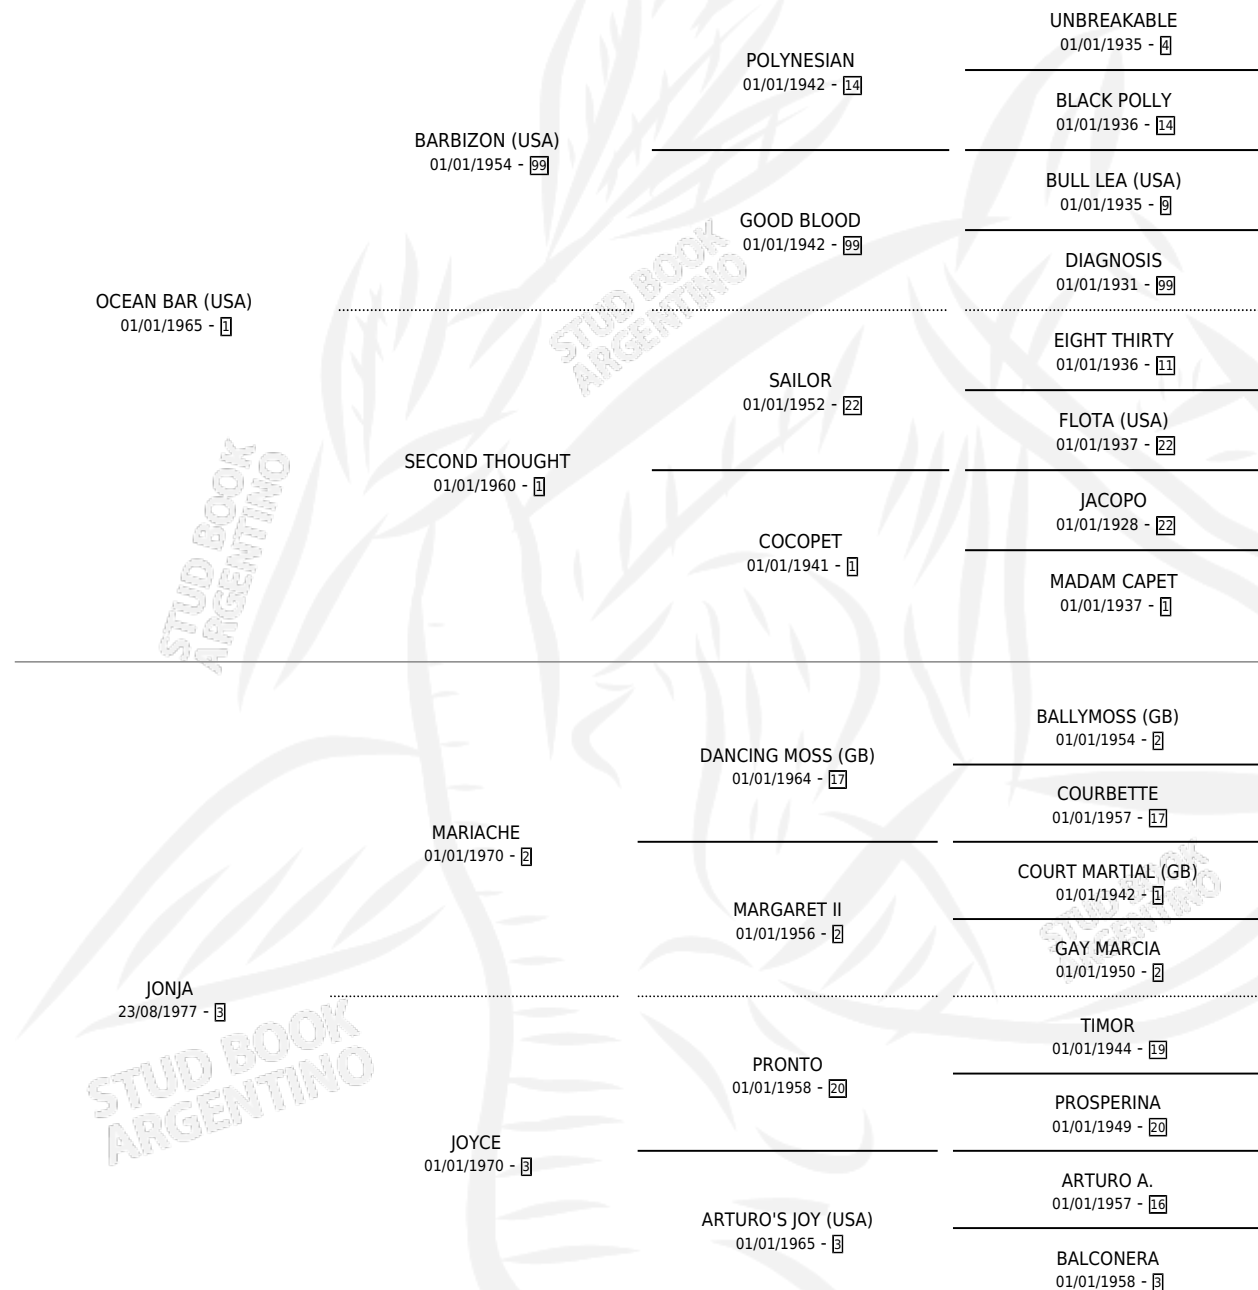 UNBREAKABLE
01/01/1935 - 4
POLYNESIAN
01/01/1942 - 14
BLACK POLLY
01/01/1936 - 14
BARBIZON (USA)
01/01/1954 - 99
BULL LEA (USA)
01/01/1935 - 9
GOOD BLOOD
01/01/1942 - 99
DIAGNOSIS
01/01/1931 - 99
OCEAN BAR (USA)
01/01/1965 - 1
EIGHT THIRTY
01/01/1936 - 11
SAILOR
01/01/1952 - 22
FLOTA (USA)
01/01/1937 - 22
SECOND THOUGHT
01/01/1960 - 1
JACOPO
01/01/1928 - 22
COCOPET
01/01/1941 - 1
MADAM CAPET
01/01/1937 - 1
BALLYMOSS (GB)
01/01/1954 - 2
DANCING MOSS (GB)
01/01/1964 - 17
COURBETTE
01/01/1957 - 17
MARIACHE
01/01/1970 - 2
COURT MARTIAL (GB)
01/01/1942 - 1
MARGARET II
01/01/1956 - 2
GAY MARCIA
01/01/1950 - 2
JONJA
23/08/1977 - 3
TIMOR
01/01/1944 - 19
PRONTO
01/01/1958 - 20
PROSPERINA
01/01/1949 - 20
JOYCE
01/01/1970 - 3
ARTURO A.
01/01/1957 - 16
ARTURO'S JOY (USA)
01/01/1965 - 3
BALCONERA
01/01/1958 - 3
STUD BOOK
ARGENTINO
STUD BOOK
ARGENTINO
STUD BOOK
ARGENTINO
STUD BOOK
ARGENTINO